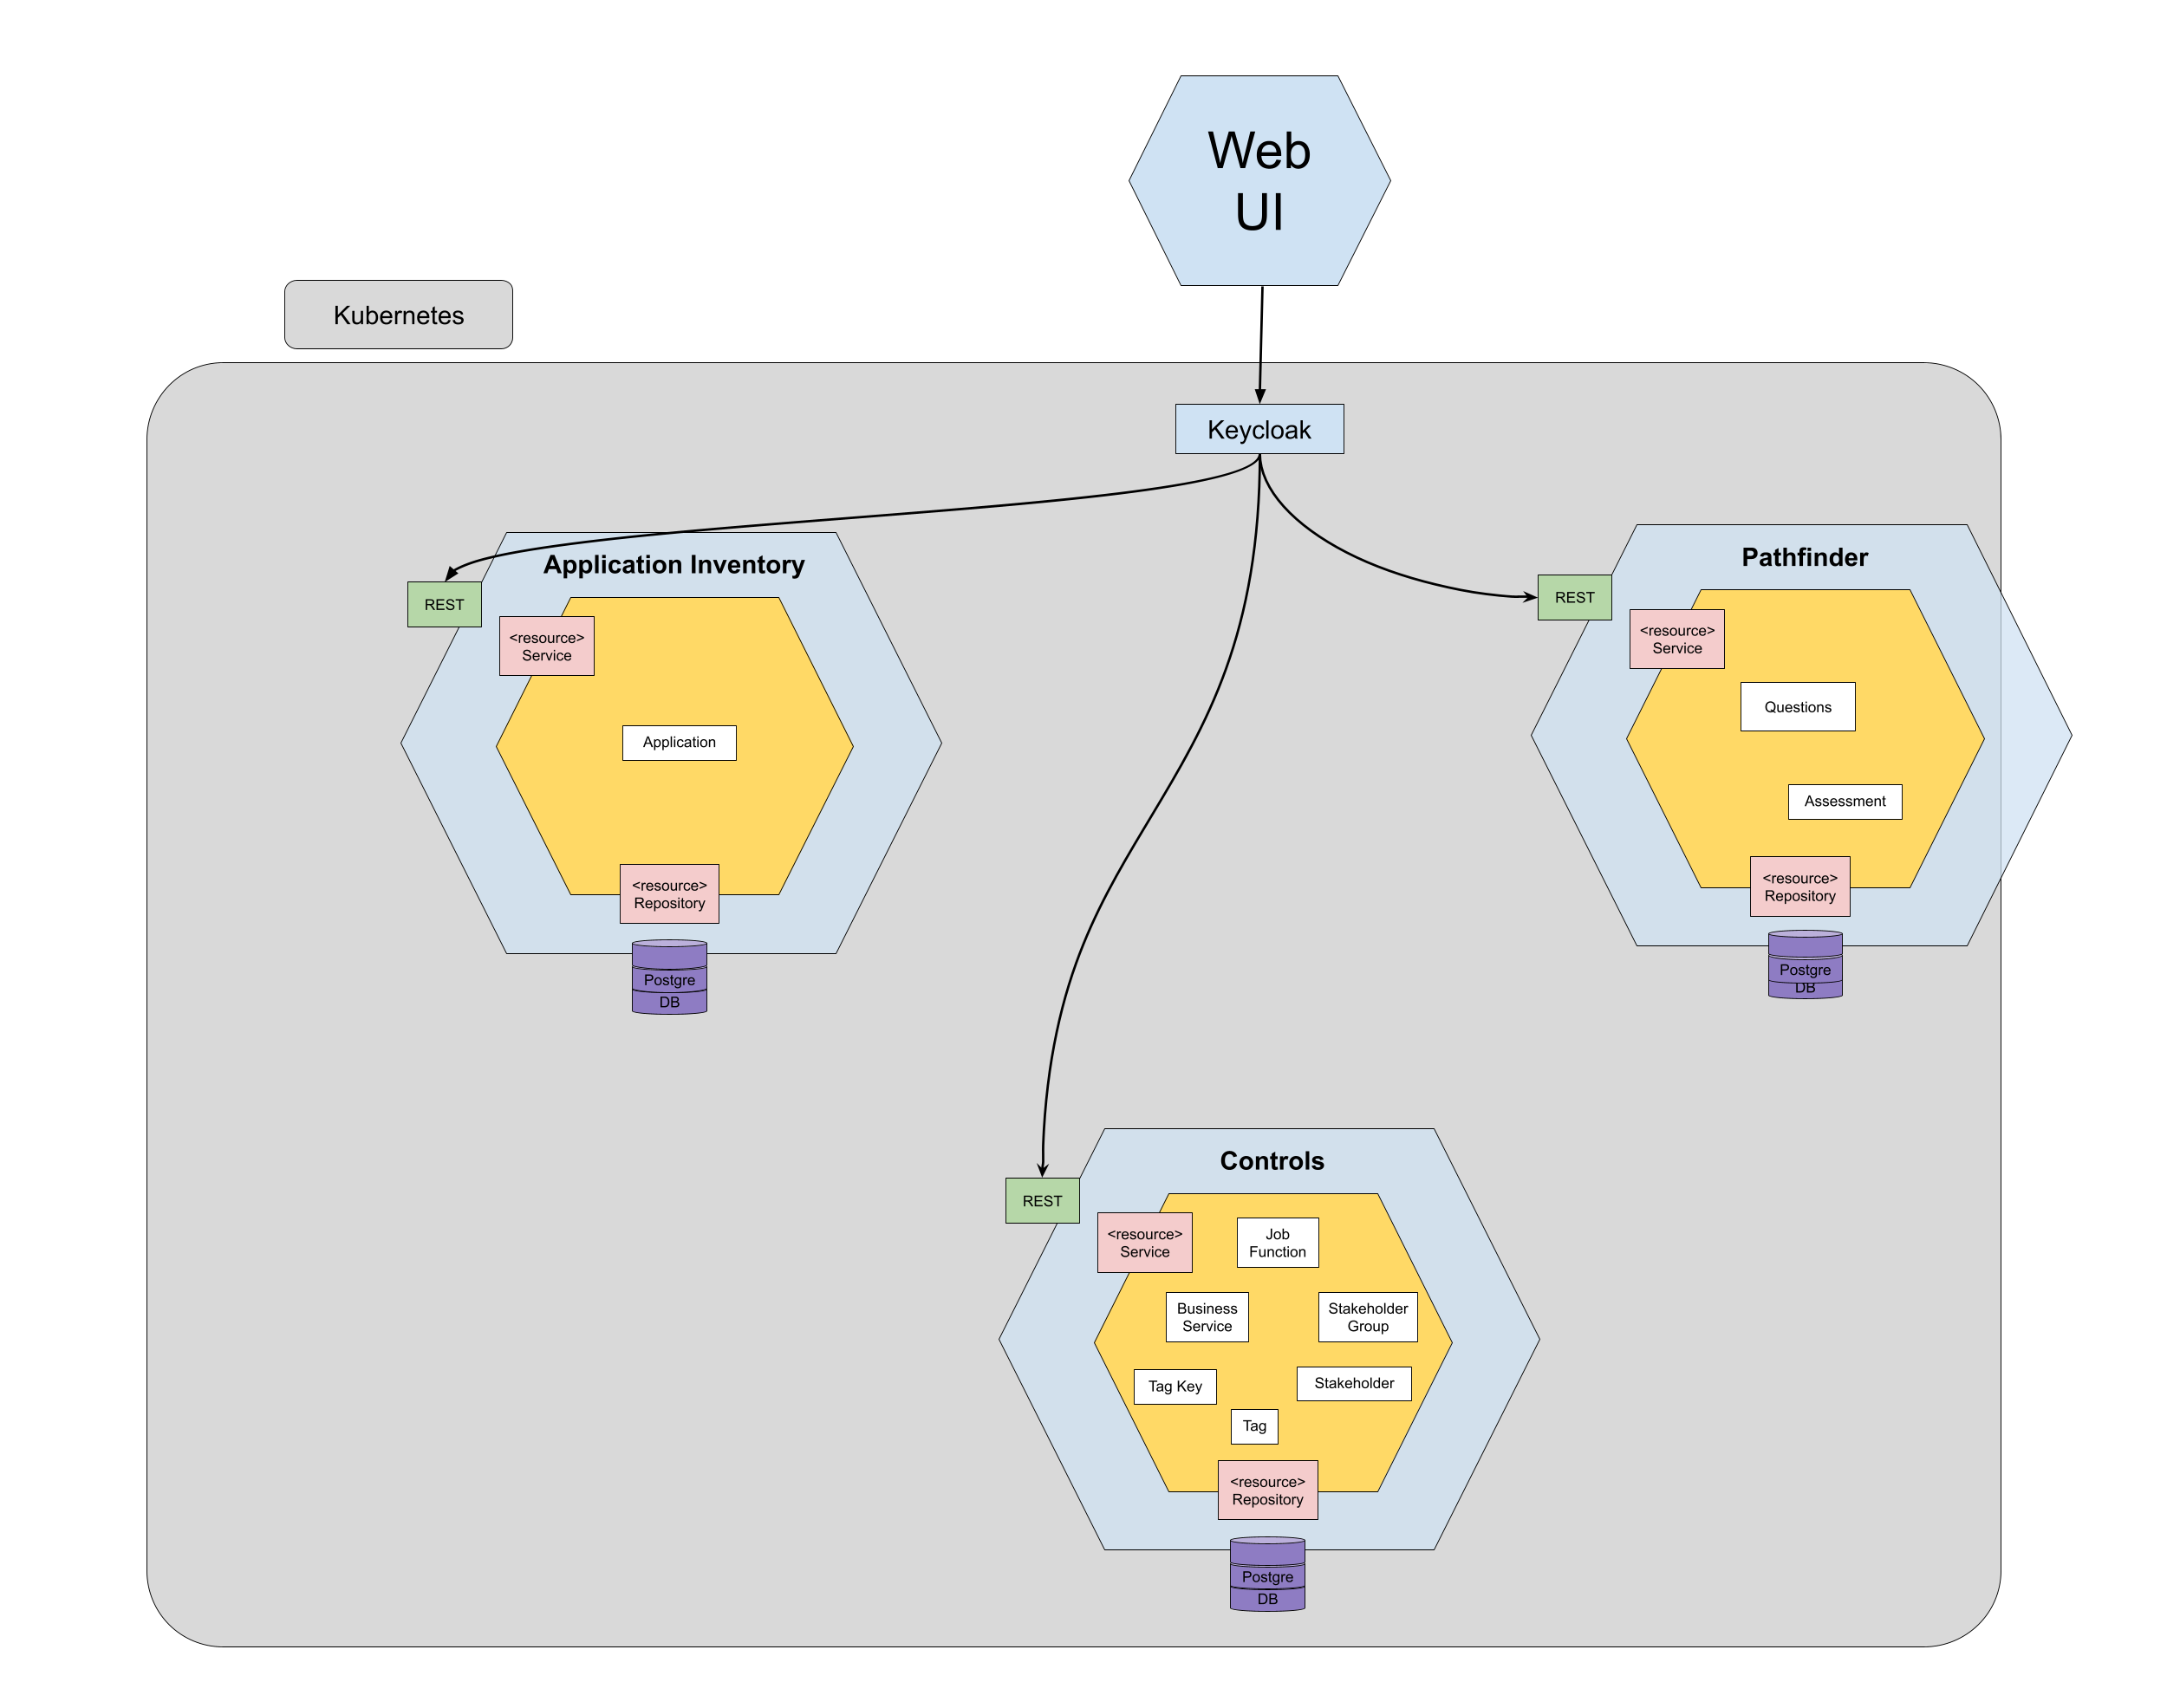 Web
UI
Kubernetes
Keycloak
Application Inventory
REST
<resource>
Service
Application
<resource>
Repository
Postgre
DB
Pathfinder
REST
<resource>
Service
Questions
Assessment
<resource>
Repository
Postgre
DB
Controls
REST
<resource>
Service
Job
Function
Business
Service
Stakeholder
Group
Tag Key
Stakeholder
Tag
<resource>
Repository
Postgre
DB